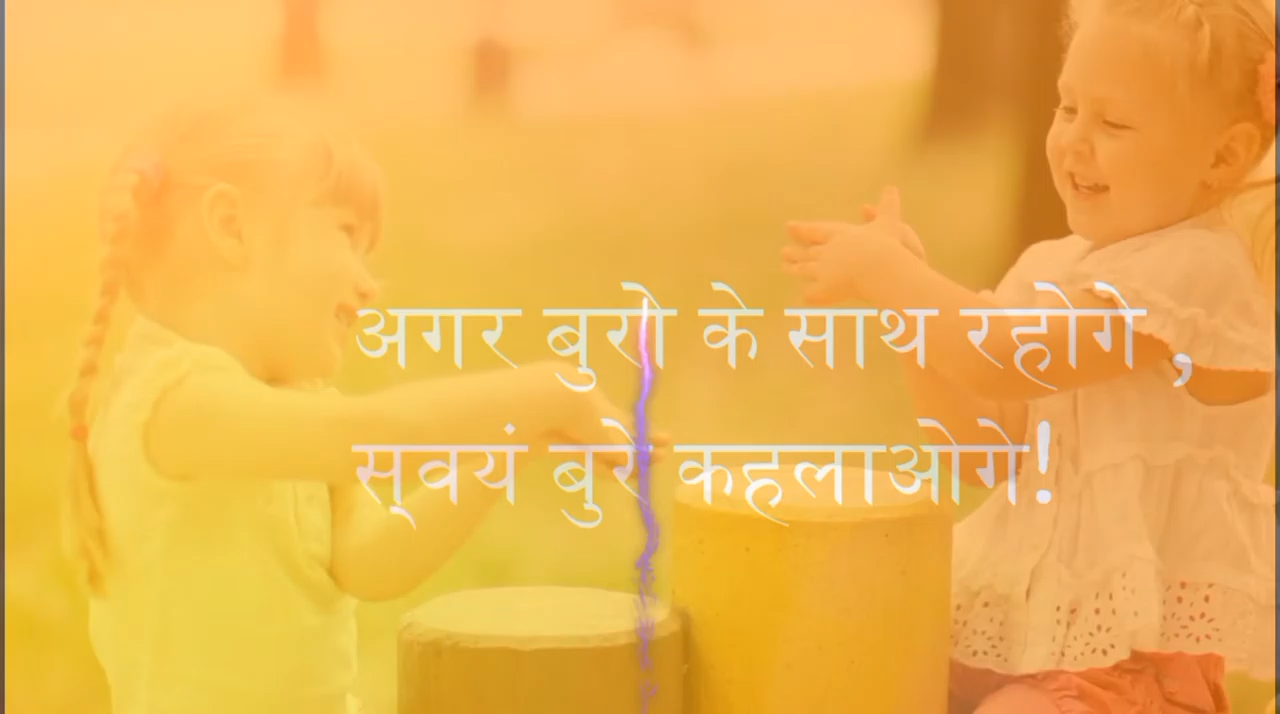 अगर बुरो के साथ रहोगे ,
स्वयं बुरे कहलाओगे!